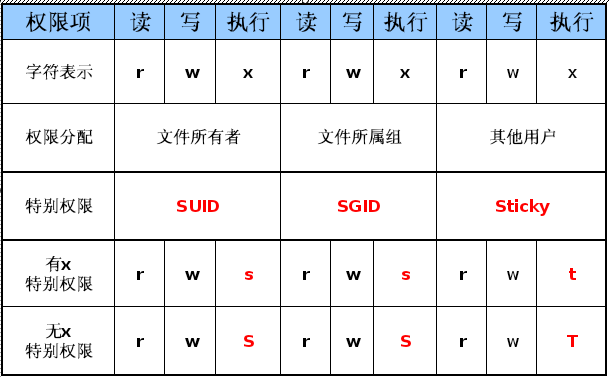 权限项 读 写 执行 读 写 执行 读 写 执行
字符表示 r w x r w x r w x
权限分配 文件所有者 文件所属组 其他用户
特别权限 SUID SGID Sticky
有x
特别权限 r w s r w s r w t
无x
特别权限 r w S r w S r w T